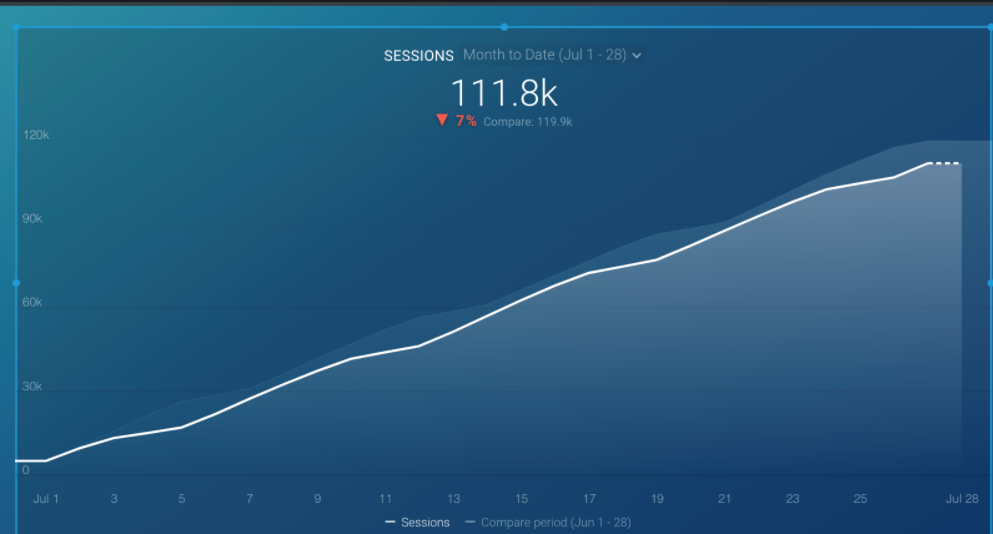 SESSIONS Month to Date (Jul 1 - 28)
111.8k
▼ 7% Compare: 119.9k
120k
90k
60k
30k
0
Jul 1 3 5 7 9 11 13 15 17 19 21 23 25 Jul 28
Sessions Compare period (Jun 1 - 28)